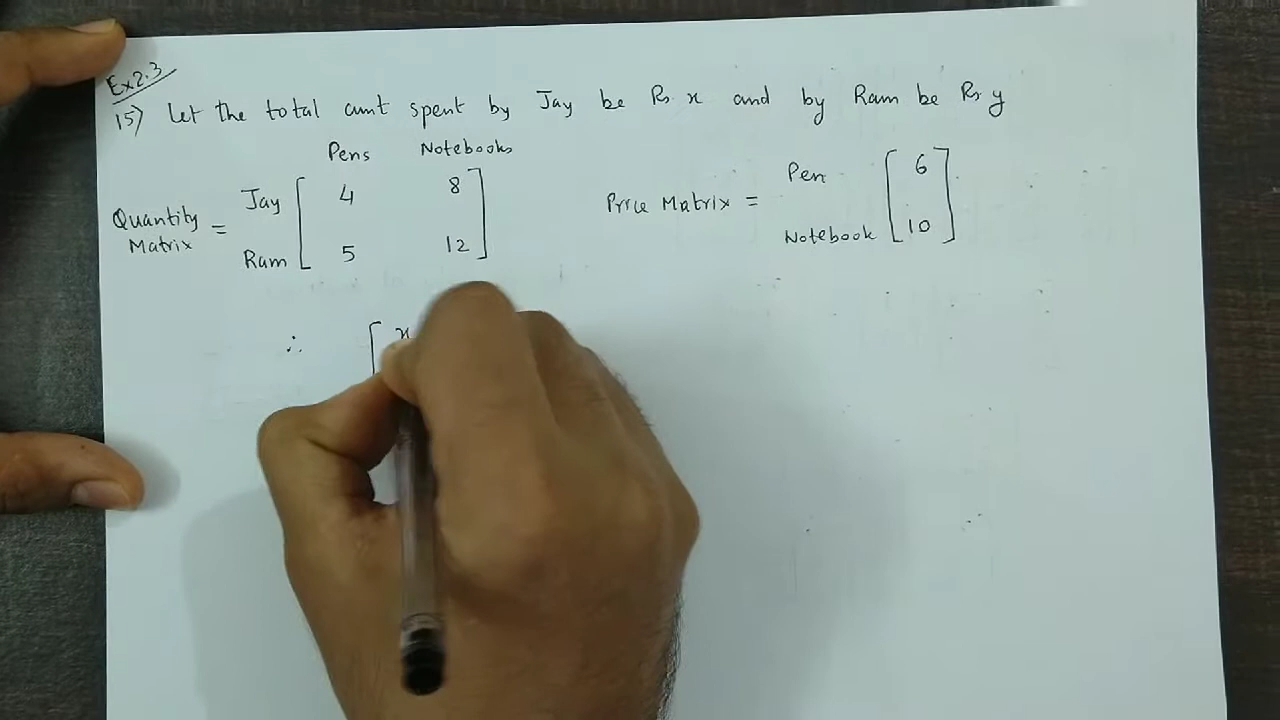 Ex 2.3
15) Let the total amt spent by Jay be Rs x and by Ram be Rs y
Pens Notebooks
Quantity Matrix = Jay [ 4 8
Ram 5 12 ]
Price Matrix = Pen [ 6
Notebook 10 ]
∴ [ x